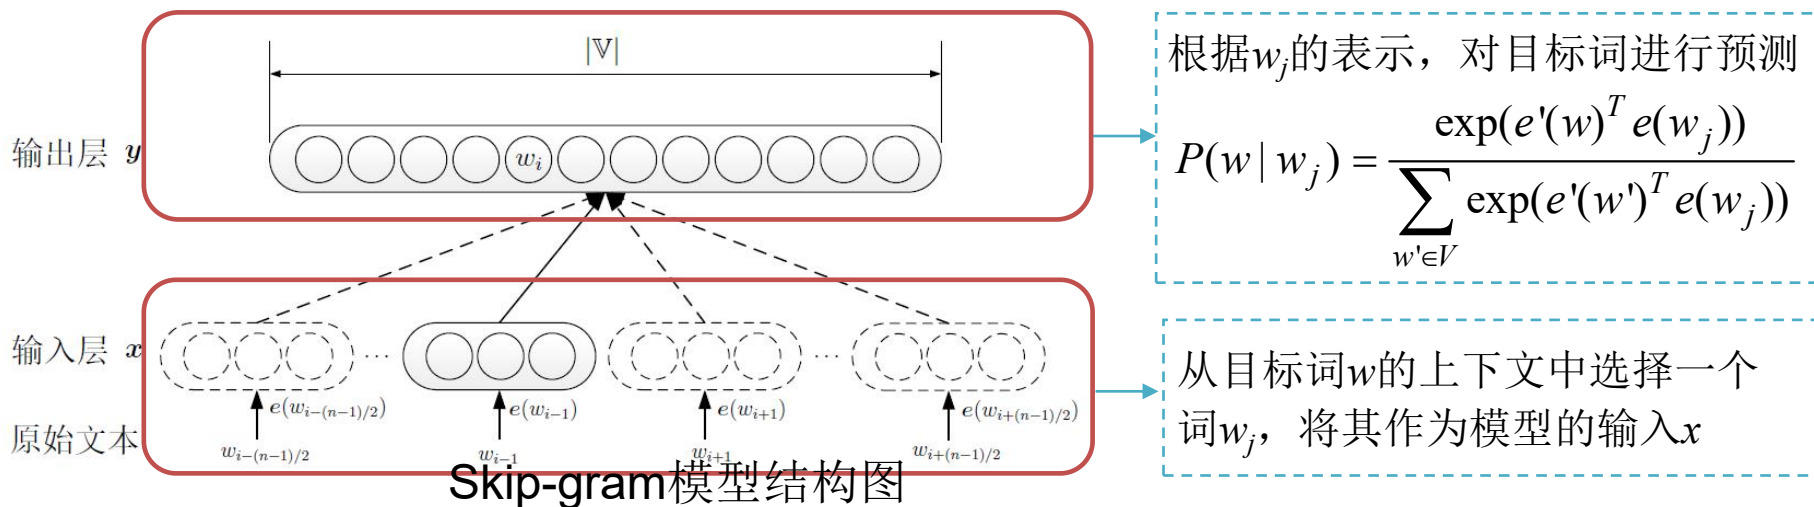 |𝕍|
输出层 y
w_i
输入层 x
...
...
e(w_{i-(n-1)/2})
e(w_{i-1})
e(w_{i+1})
e(w_{i+(n-1)/2})
原始文本
w_{i-(n-1)/2}
w_{i-1}
w_{i+1}
w_{i+(n-1)/2}
Skip-gram模型结构图
根据w_j的表示，对目标词进行预测
P(w | w_j) = \frac{exp(e'(w)^T e(w_j))}{\sum_{w'∈V} exp(e'(w')^T e(w_j))}
从目标词w的上下文中选择一个
词w_j，将其作为模型的输入x